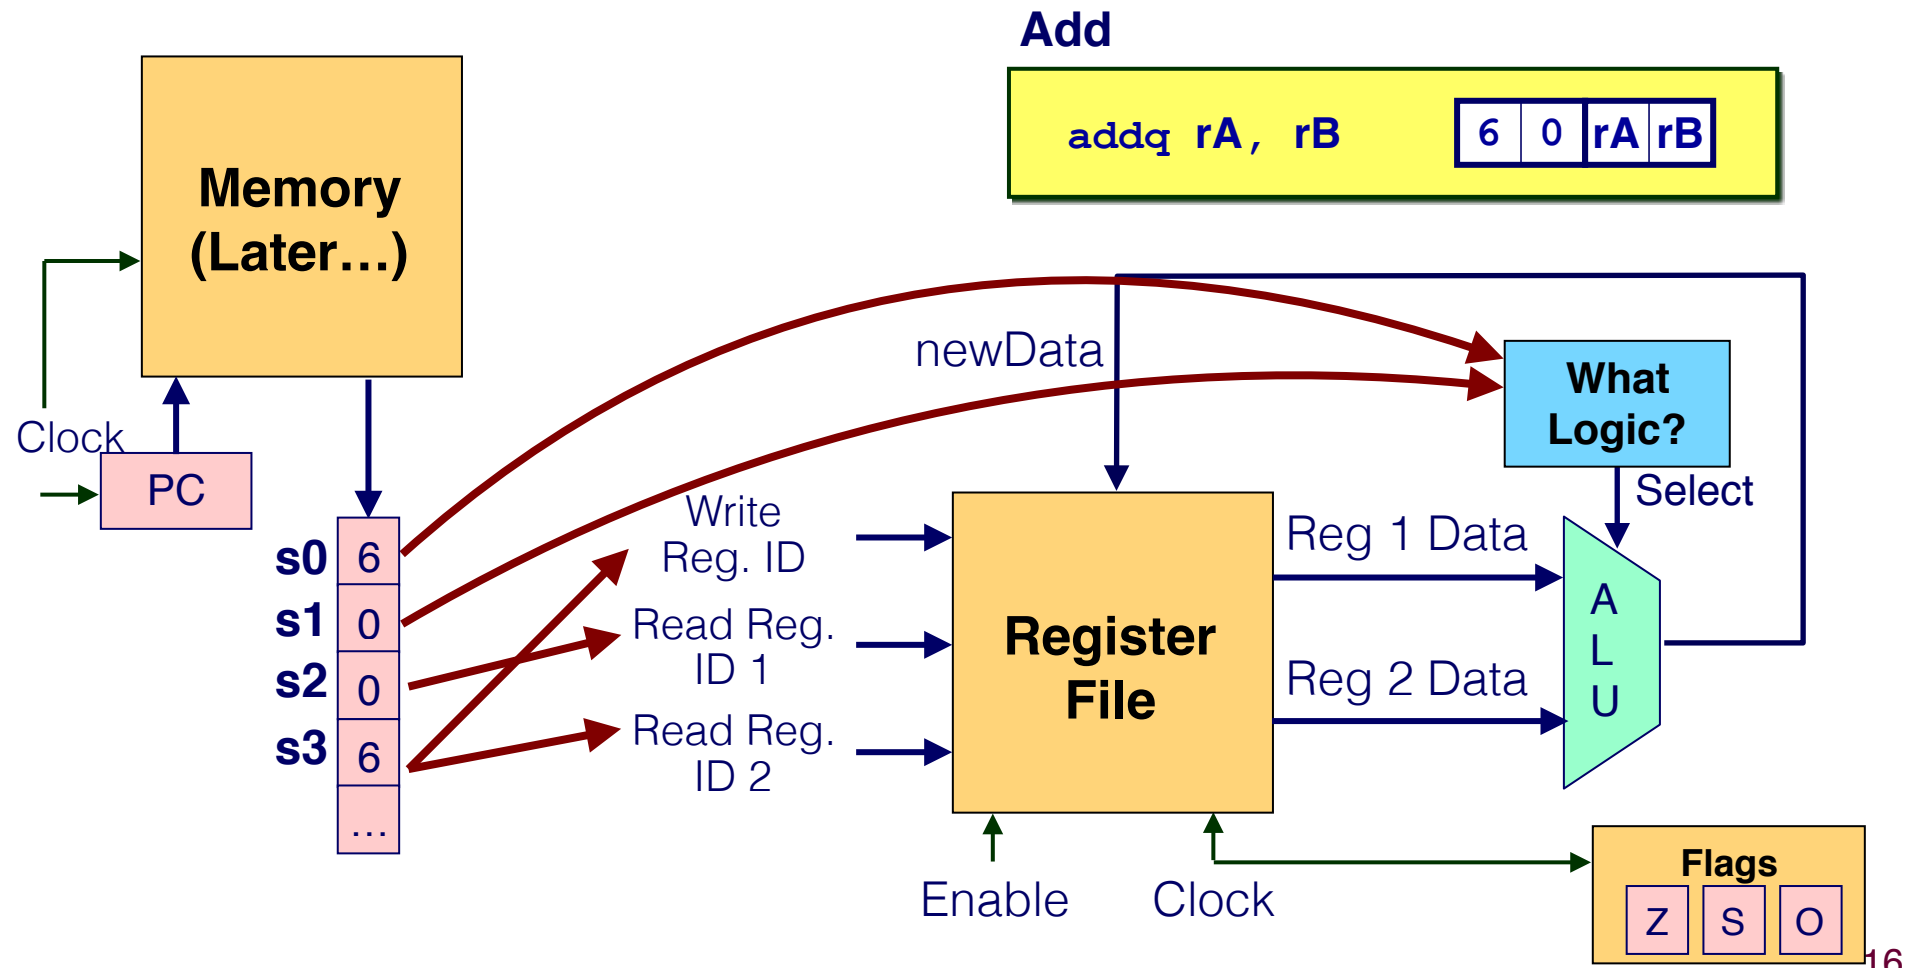 Add
addq rA, rB
6 0 rA rB
Memory
(Later...)
newData
What
Logic?
Select
Clock
PC
s0 6
s1 0
s2 0
s3 6
...
Write
Reg. ID
Read Reg.
ID 1
Read Reg.
ID 2
Register
File
Reg 1 Data
Reg 2 Data
A
L
U
Enable
Clock
Flags
Z S O
16